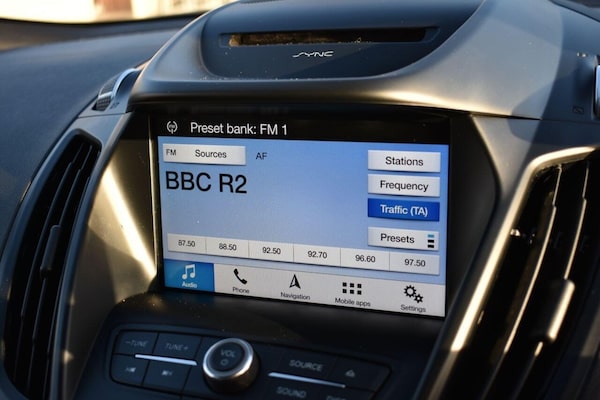 SYNC
Preset bank: FM 1
FM Sources AF
Stations
BBC R2
Frequency
Traffic (TA)
Presets
87.50 88.50 92.50 92.70 96.60 97.50
Audio Phone Navigation Mobile apps Settings
−TUNE TUNE+ VOL SOURCE
SOUND